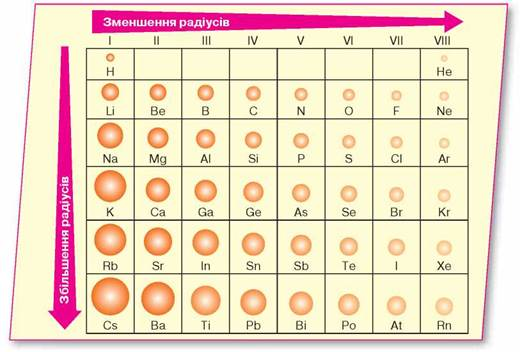 Зменшення радіусів
I II III IV V VI VII VIII
H He
Li Be B C N O F Ne
Na Mg Al Si P S Cl Ar
K Ca Ga Ge As Se Br Kr
Rb Sr In Sn Sb Te I Xe
Cs Ba Ti Pb Bi Po At Rn
Збільшення радіусів